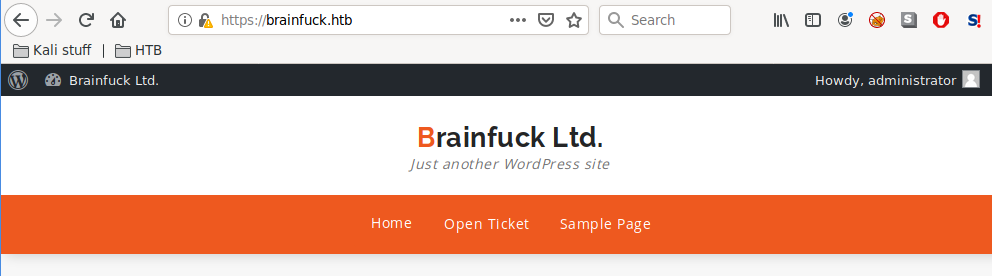 https://brainfuck.htb
Search
Kali stuff | HTB
Brainfuck Ltd.
Howdy, administrator
Brainfuck Ltd.
Just another WordPress site
Home Open Ticket Sample Page